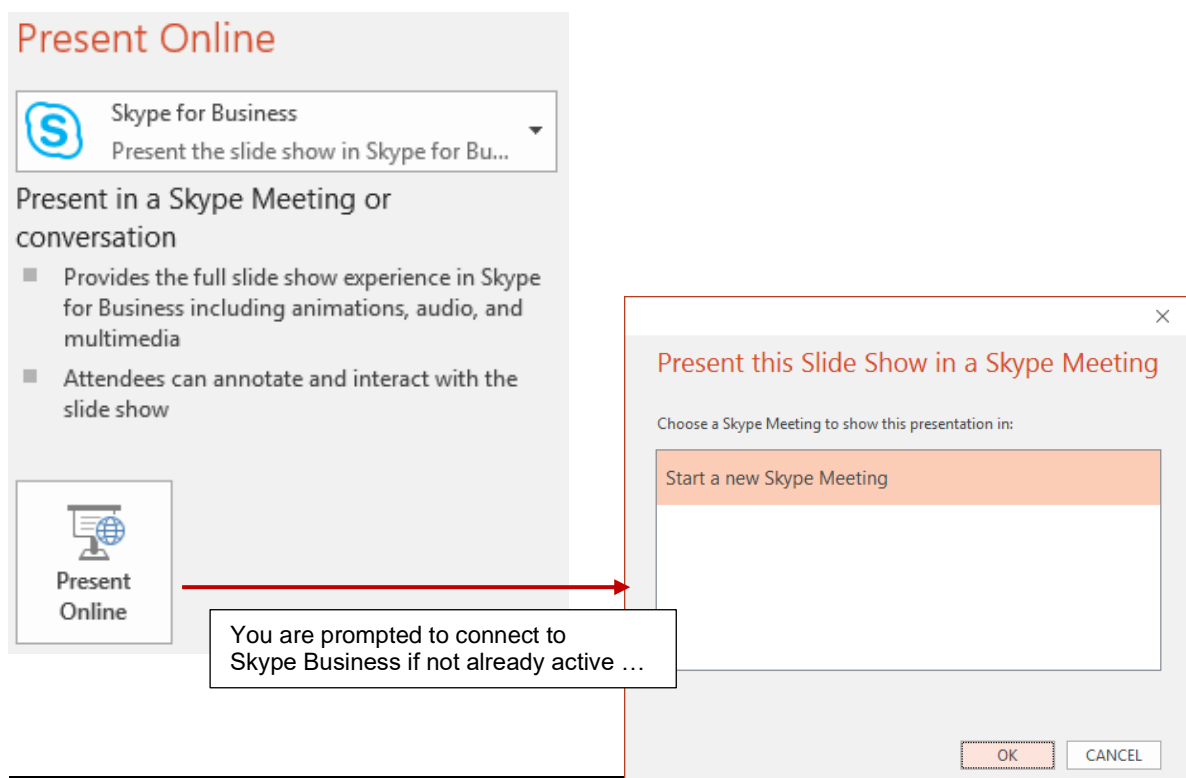 Present Online
Skype for Business
Present the slide show in Skype for Bu...
Present in a Skype Meeting or
conversation
Provides the full slide show experience in Skype
for Business including animations, audio, and
multimedia
Attendees can annotate and interact with the
slide show
Present
Online
You are prompted to connect to
Skype Business if not already active …
Present this Slide Show in a Skype Meeting
Choose a Skype Meeting to show this presentation in:
Start a new Skype Meeting
OK
CANCEL